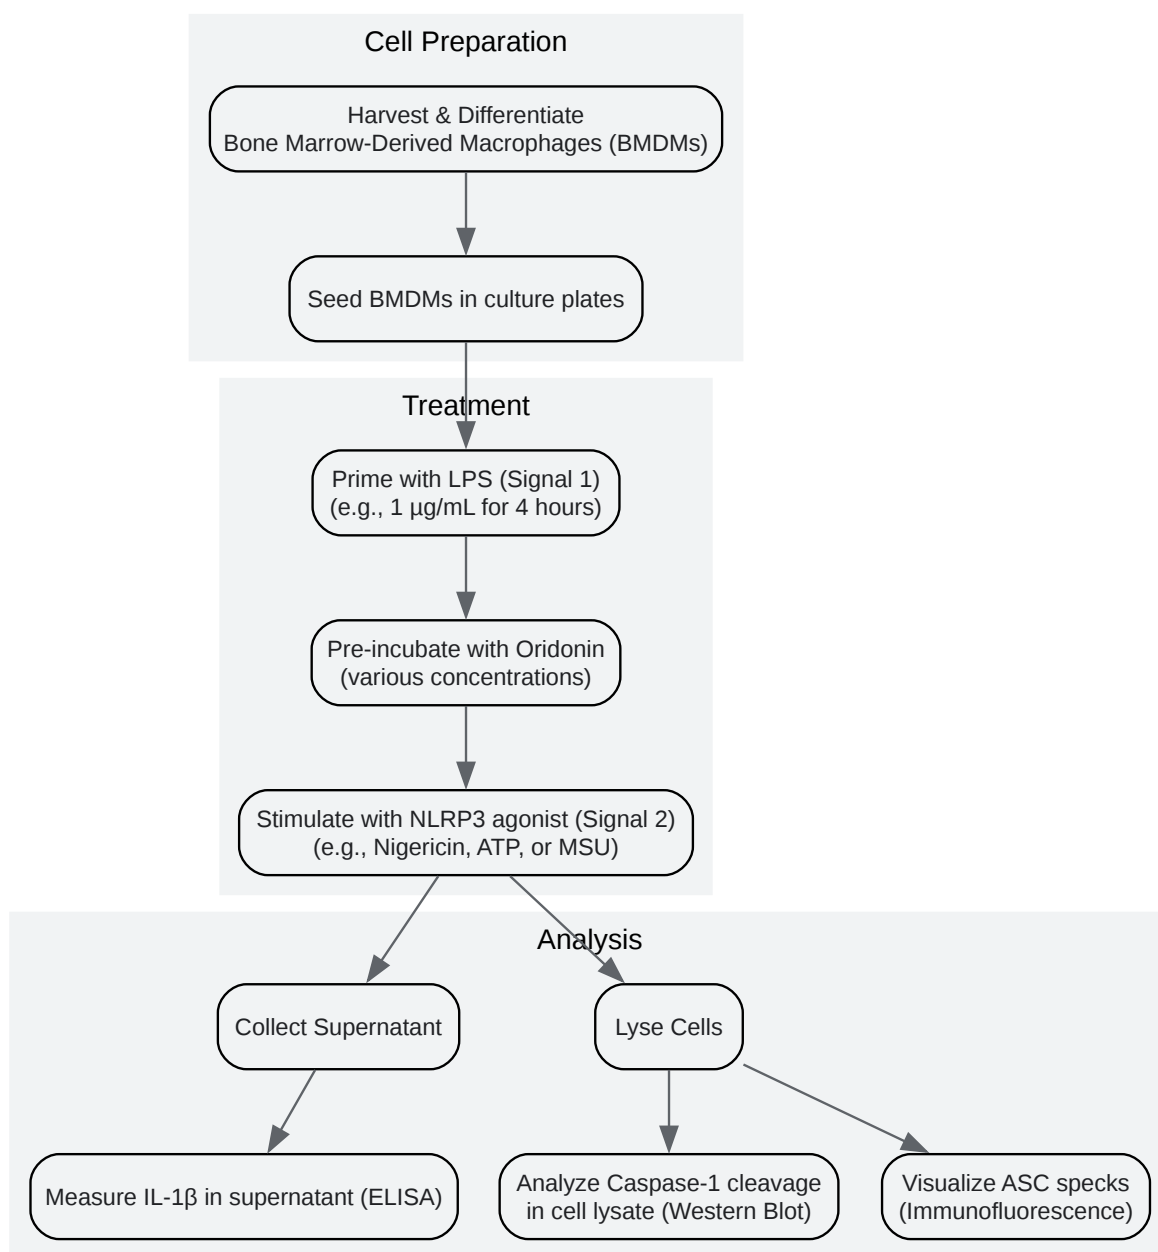 Cell Preparation
Harvest & Differentiate
Bone Marrow-Derived Macrophages (BMDMs)
Seed BMDMs in culture plates
Treatment
Prime with LPS (Signal 1)
(e.g., 1 µg/mL for 4 hours)
Pre-incubate with Oridonin
(various concentrations)
Stimulate with NLRP3 agonist (Signal 2)
(e.g., Nigericin, ATP, or MSU)
Analysis
Collect Supernatant
Lyse Cells
Measure IL-1β in supernatant (ELISA)
Analyze Caspase-1 cleavage
in cell lysate (Western Blot)
Visualize ASC specks
(Immunofluorescence)